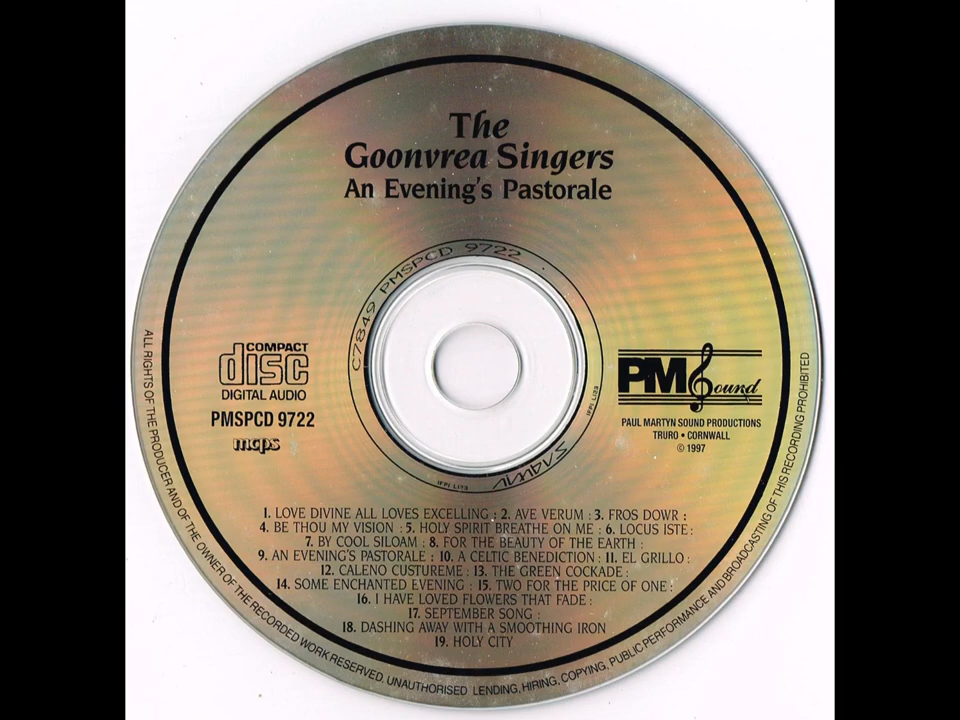 The
Goonvrea Singers
An Evening's Pastorale
C7849 PMSPCD 9722
COMPACT
disc
DIGITAL AUDIO
PMSPCD 9722
mcps
PM Sound
PAUL MARTYN SOUND PRODUCTIONS
TRURO • CORNWALL
© 1997
IFPI L123
IFPI L123
1. LOVE DIVINE ALL LOVES EXCELLING : 2. AVE VERUM : 3. FROS DOWR :
4. BE THOU MY VISION : 5. HOLY SPIRIT BREATHE ON ME : 6. LOCUS ISTE :
7. BY COOL SILOAM : 8. FOR THE BEAUTY OF THE EARTH :
9. AN EVENING'S PASTORALE : 10. A CELTIC BENEDICTION : 11. EL GRILLO :
12. CALENO CUSTUREME : 13. THE GREEN COCKADE :
14. SOME ENCHANTED EVENING : 15. TWO FOR THE PRICE OF ONE :
16. I HAVE LOVED FLOWERS THAT FADE :
17. SEPTEMBER SONG :
18. DASHING AWAY WITH A SMOOTHING IRON
19. HOLY CITY
ALL RIGHTS OF THE PRODUCER AND OF THE OWNER OF THE RECORDED WORK RESERVED. UNAUTHORISED LENDING, HIRING, COPYING, PUBLIC PERFORMANCE AND BROADCASTING OF THIS RECORDING PROHIBITED